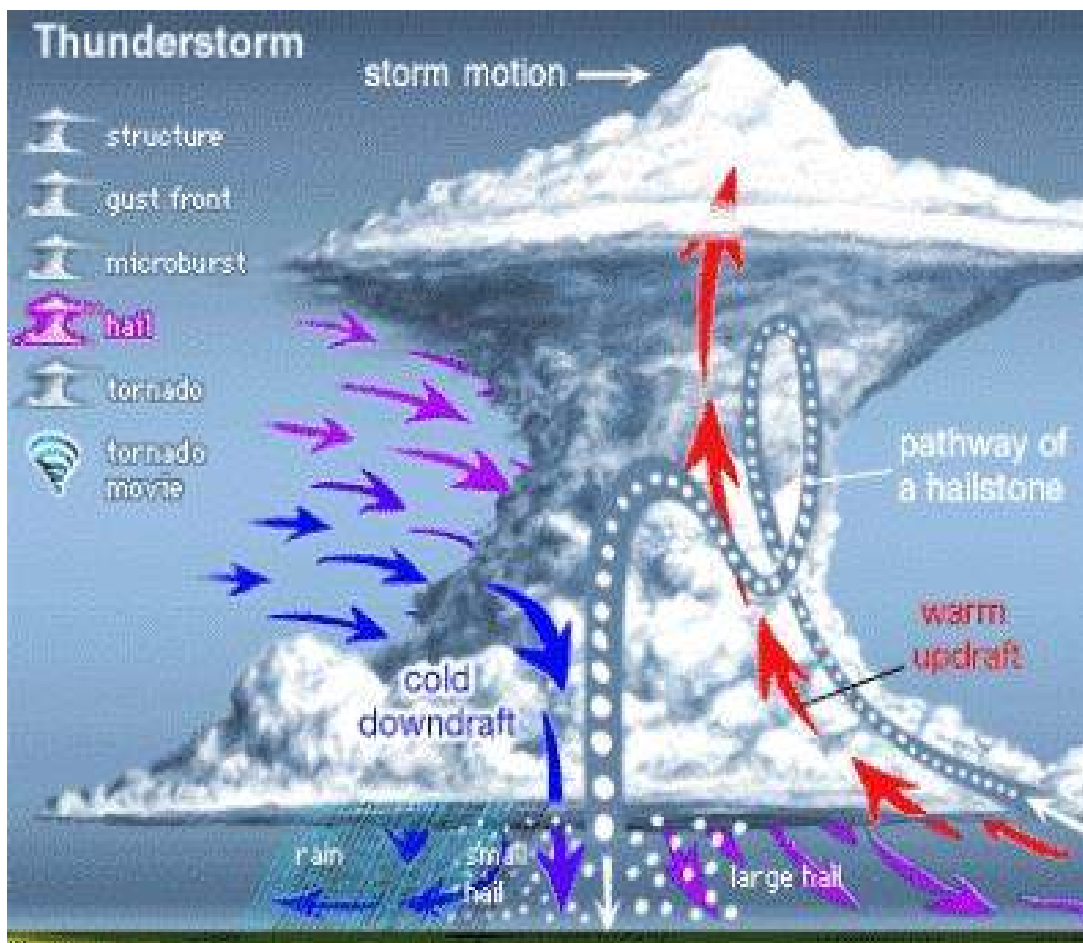 Thunderstorm
storm motion
structure
gust front
microburst
hail
tornado
tornado
movie
pathway of
a hailstone
warm
updraft
cold
downdraft
rain
small
hail
large hail